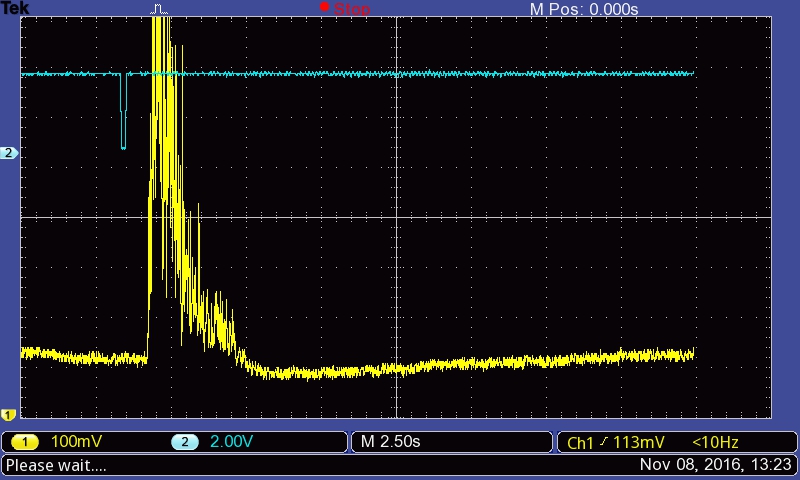 Tek Stop M Pos: 0.000s
2
1
1 100mV 2 2.00V M 2.50s Ch1 113mV <10Hz
Please wait.... Nov 08, 2016, 13:23